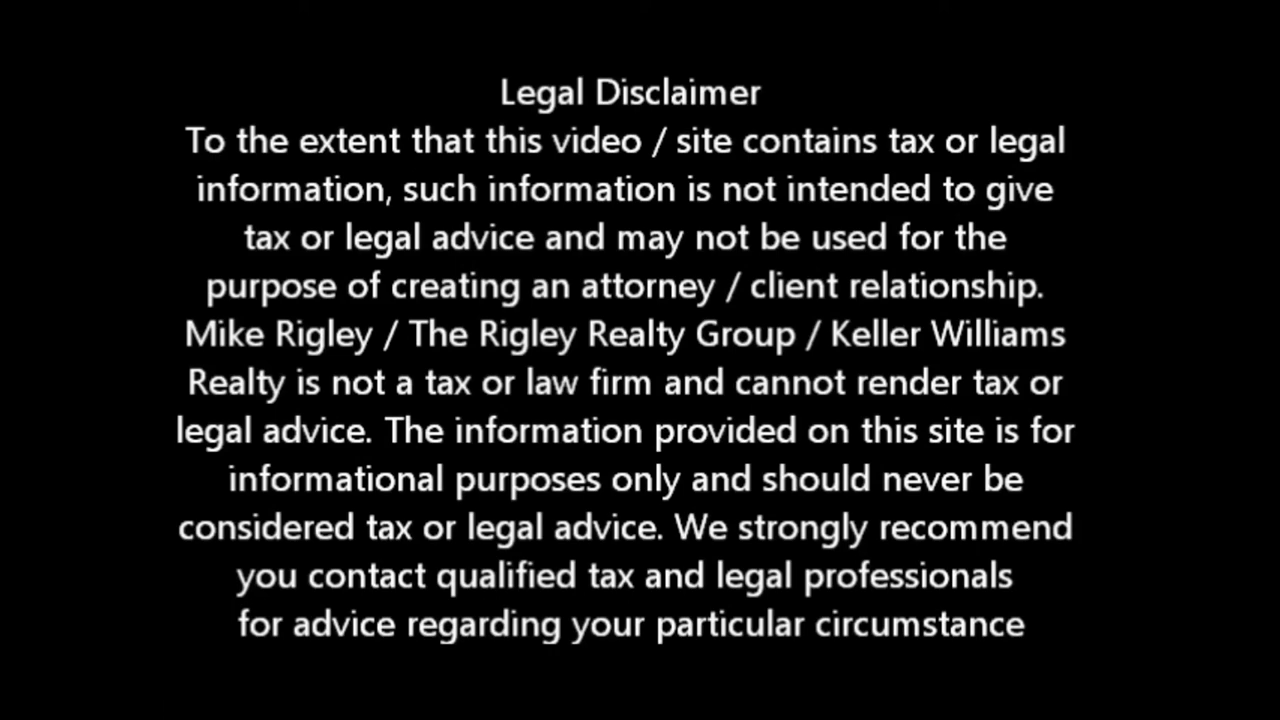 Legal Disclaimer
To the extent that this video / site contains tax or legal
information, such information is not intended to give
tax or legal advice and may not be used for the
purpose of creating an attorney / client relationship.
Mike Rigley / The Rigley Realty Group / Keller Williams
Realty is not a tax or law firm and cannot render tax or
legal advice. The information provided on this site is for
informational purposes only and should never be
considered tax or legal advice. We strongly recommend
you contact qualified tax and legal professionals
for advice regarding your particular circumstance